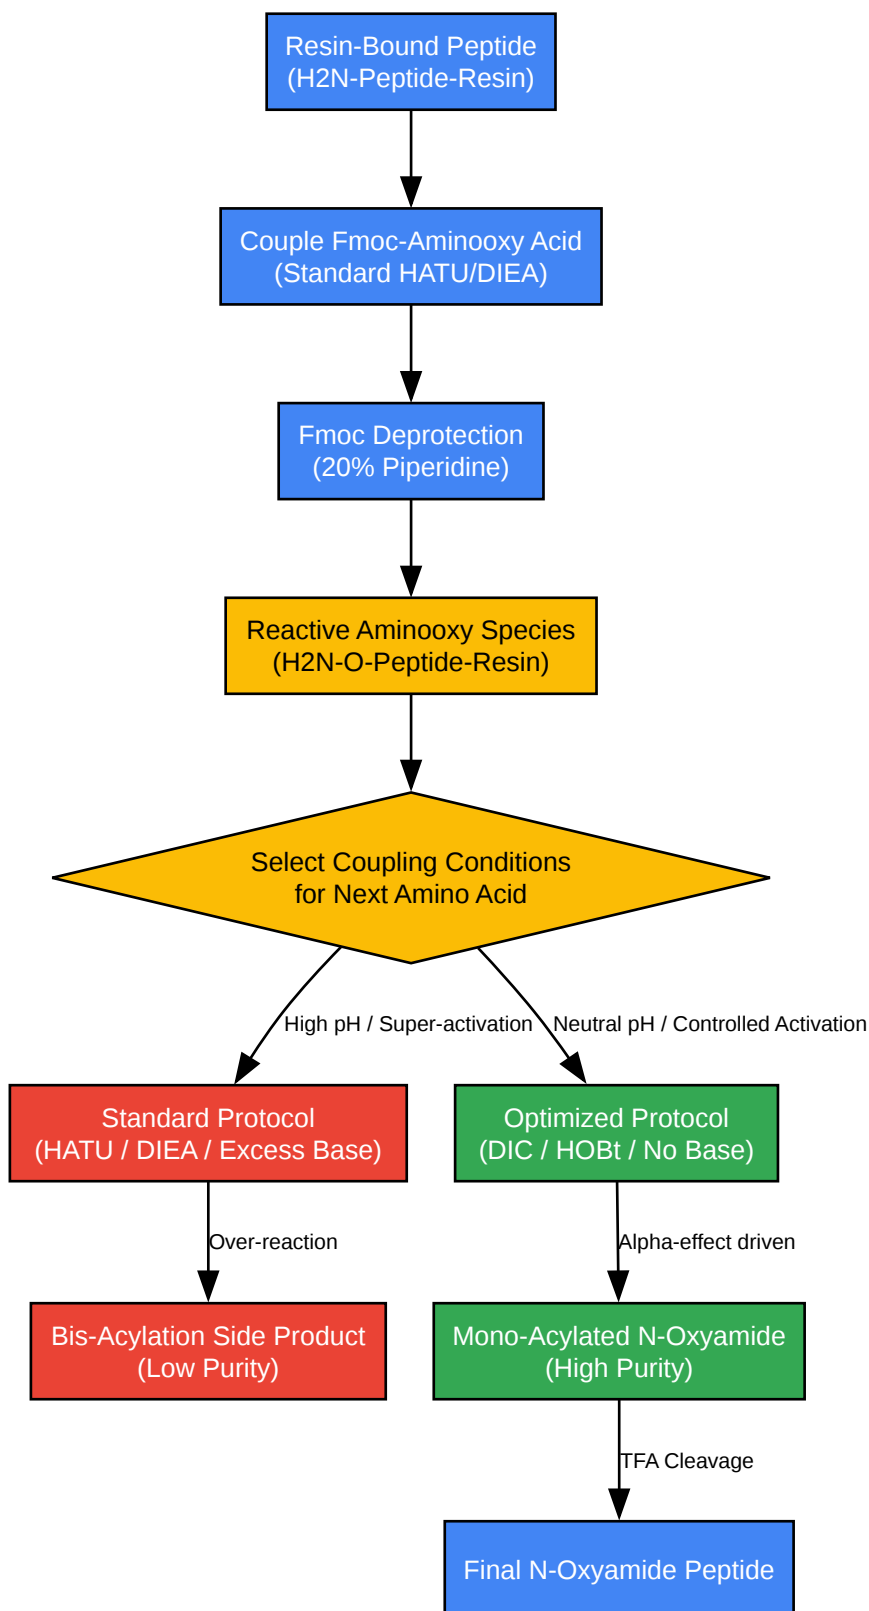 Resin-Bound Peptide
(H2N-Peptide-Resin)
Couple Fmoc-Aminooxy Acid
(Standard HATU/DIEA)
Fmoc Deprotection
(20% Piperidine)
Reactive Aminooxy Species
(H2N-O-Peptide-Resin)
Select Coupling Conditions
for Next Amino Acid
High pH / Super-activation
Neutral pH / Controlled Activation
Standard Protocol
(HATU / DIEA / Excess Base)
Optimized Protocol
(DIC / HOBt / No Base)
Over-reaction
Alpha-effect driven
Bis-Acylation Side Product
(Low Purity)
Mono-Acylated N-Oxyamide
(High Purity)
TFA Cleavage
Final N-Oxyamide Peptide